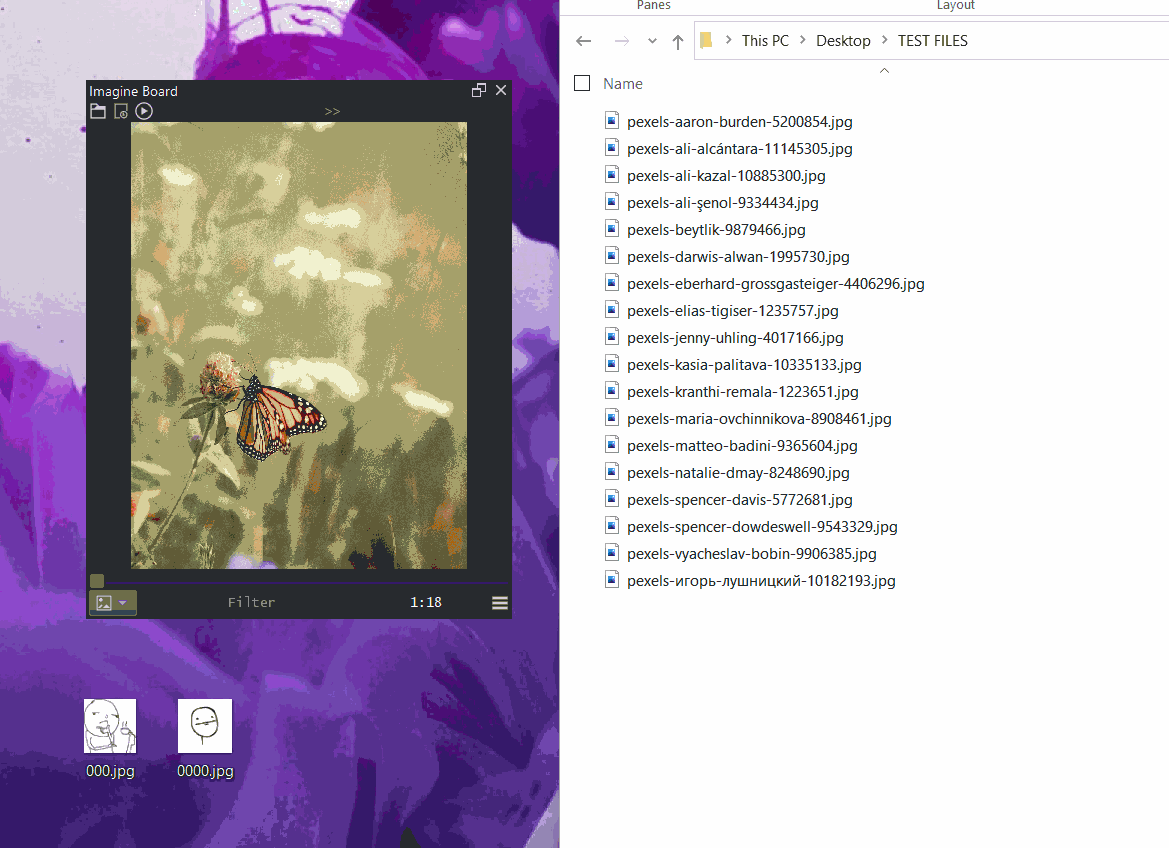 Imagine Board
>>
Filter
1:18
000.jpg
0000.jpg
Panes
Layout
This PC > Desktop > TEST FILES
Name
pexels-aaron-burden-5200854.jpg
pexels-ali-alcántara-11145305.jpg
pexels-ali-kazal-10885300.jpg
pexels-ali-şenol-9334434.jpg
pexels-beytlik-9879466.jpg
pexels-darwis-alwan-1995730.jpg
pexels-eberhard-grossgasteiger-4406296.jpg
pexels-elias-tigiser-1235757.jpg
pexels-jenny-uhling-4017166.jpg
pexels-kasia-palitava-10335133.jpg
pexels-kranthi-remala-1223651.jpg
pexels-maria-ovchinnikova-8908461.jpg
pexels-matteo-badini-9365604.jpg
pexels-natalie-dmay-8248690.jpg
pexels-spencer-davis-5772681.jpg
pexels-spencer-dowdeswell-9543329.jpg
pexels-vyacheslav-bobin-9906385.jpg
pexels-игорь-лушницкий-10182193.jpg